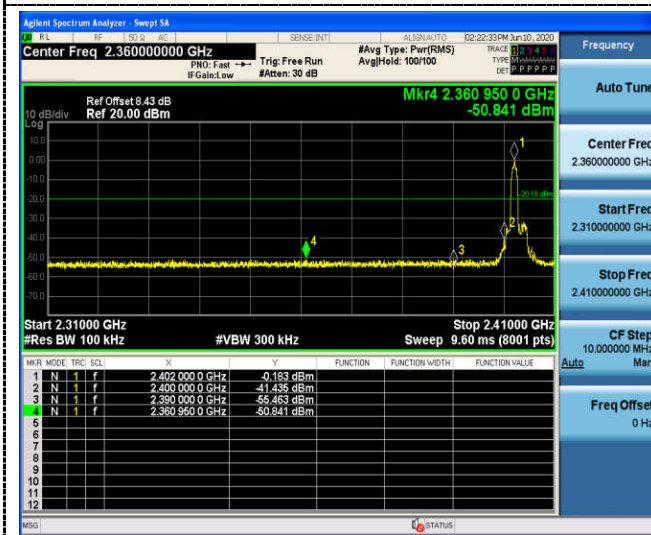 Agilent Spectrum Analyzer - Swept SA
RL RF 50 Ω AC SENSE:INT ALIGNAUTO 02:22:33 PM Jun 10, 2020
Center Freq 2.360000000 GHz
PNO: Fast
IFGain:Low
Trig: Free Run
#Atten: 30 dB
#Avg Type: Pwr(RMS)
Avg|Hold: 100/100
TRACE 1 2 3 4 5 6
TYPE M
DET P P P P P P
Frequency
Auto Tune
Center Freq
2.360000000 GHz
Start Freq
2.310000000 GHz
Stop Freq
2.410000000 GHz
CF Step
10.000000 MHz
Auto Man
Freq Offset
0 Hz
Mkr4 2.360 950 0 GHz
-50.841 dBm
Ref Offset 8.43 dB
10 dB/div Ref 20.00 dBm
Log
10.0
0.00
-10.0
-20.0
-30.0
-40.0
-50.0
-60.0
-70.0
1
-20.18 dBm
2
3
4
Start 2.31000 GHz Stop 2.41000 GHz
#Res BW 100 kHz #VBW 300 kHz Sweep 9.60 ms (8001 pts)
MKR MODE TRC SCL X Y FUNCTION FUNCTION WIDTH FUNCTION VALUE
1 N 1 f 2.402 000 0 GHz -0.183 dBm
2 N 1 f 2.400 000 0 GHz -41.435 dBm
3 N 1 f 2.390 000 0 GHz -55.463 dBm
4 N 1 f 2.360 950 0 GHz -50.841 dBm
5
6
7
8
9
10
11
12
MSG STATUS